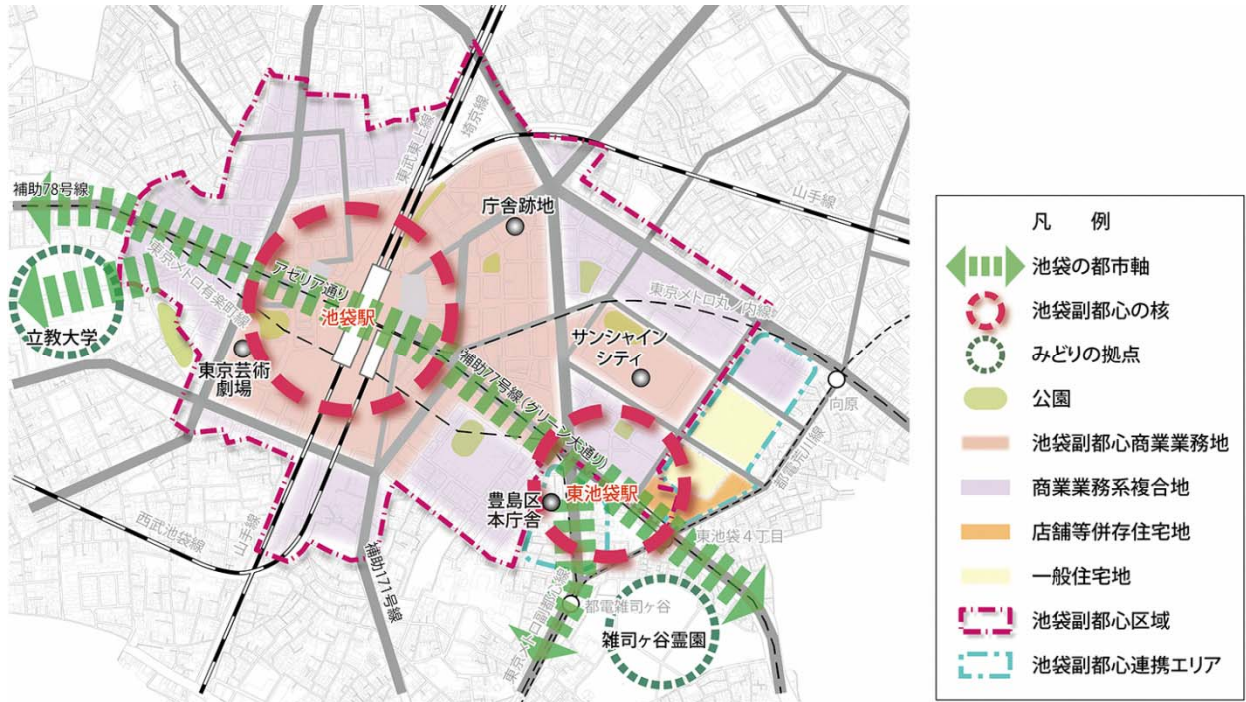 東武東上線
埼京線
山手線
補助78号線
庁舎跡地
アゼリア通り
東京メトロ有楽町線
池袋駅
東京メトロ丸ノ内線
立教大学
東京芸術
劇場
サンシャイン
シティ
補助77号線(グリーン大通り)
向原
都電荒川線
豊島区
本庁舎
東池袋駅
西武池袋線
山手線
補助171号線
東池袋4丁目
都電雑司ヶ谷
東京メトロ副都心線
雑司ヶ谷霊園
凡 例
池袋の都市軸
池袋副都心の核
みどりの拠点
公園
池袋副都心商業業務地
商業業務系複合地
店舗等併存住宅地
一般住宅地
池袋副都心区域
池袋副都心連携エリア